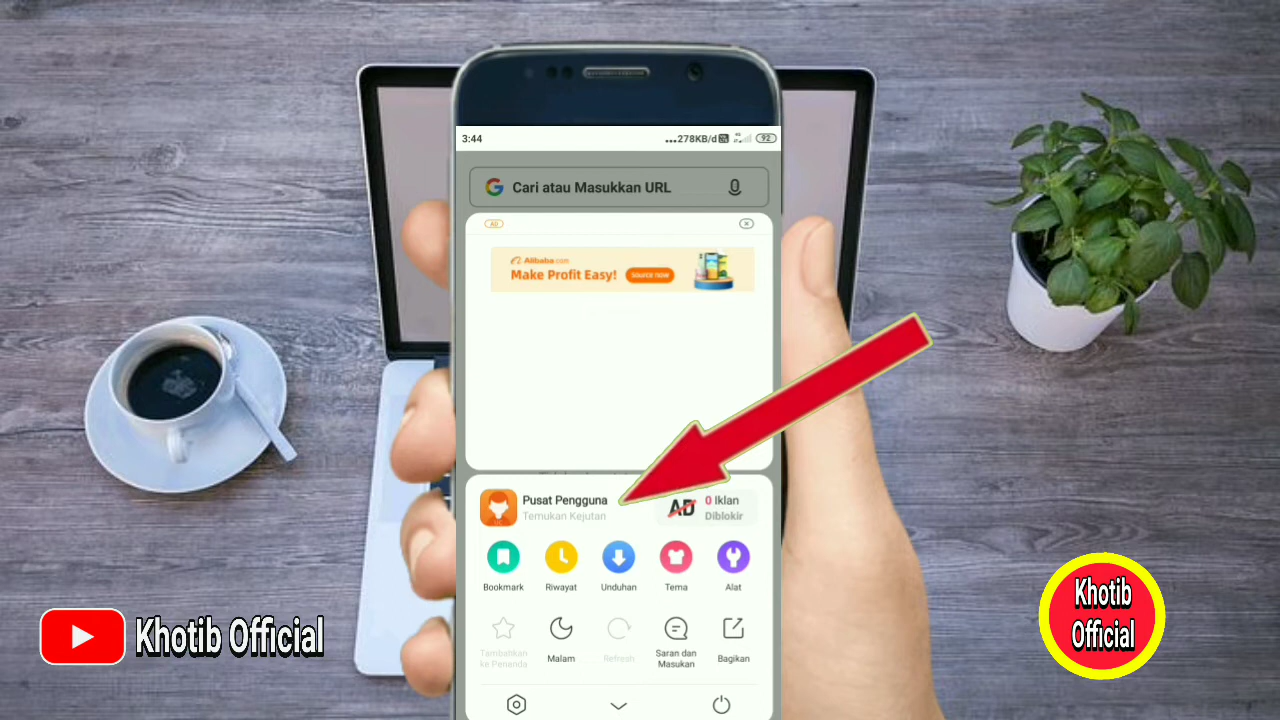 3:44
...278KB/d
92
Cari atau Masukkan URL
AD
Alibaba.com
Make Profit Easy!
Source now
Pusat Pengguna
Temukan Kejutan
AD
0 Iklan
Diblokir
Bookmark
Riwayat
Unduhan
Tema
Alat
Tambahkan
ke Penanda
Malam
Refresh
Saran dan
Masukan
Bagikan
Khotib Official
Khotib
Official